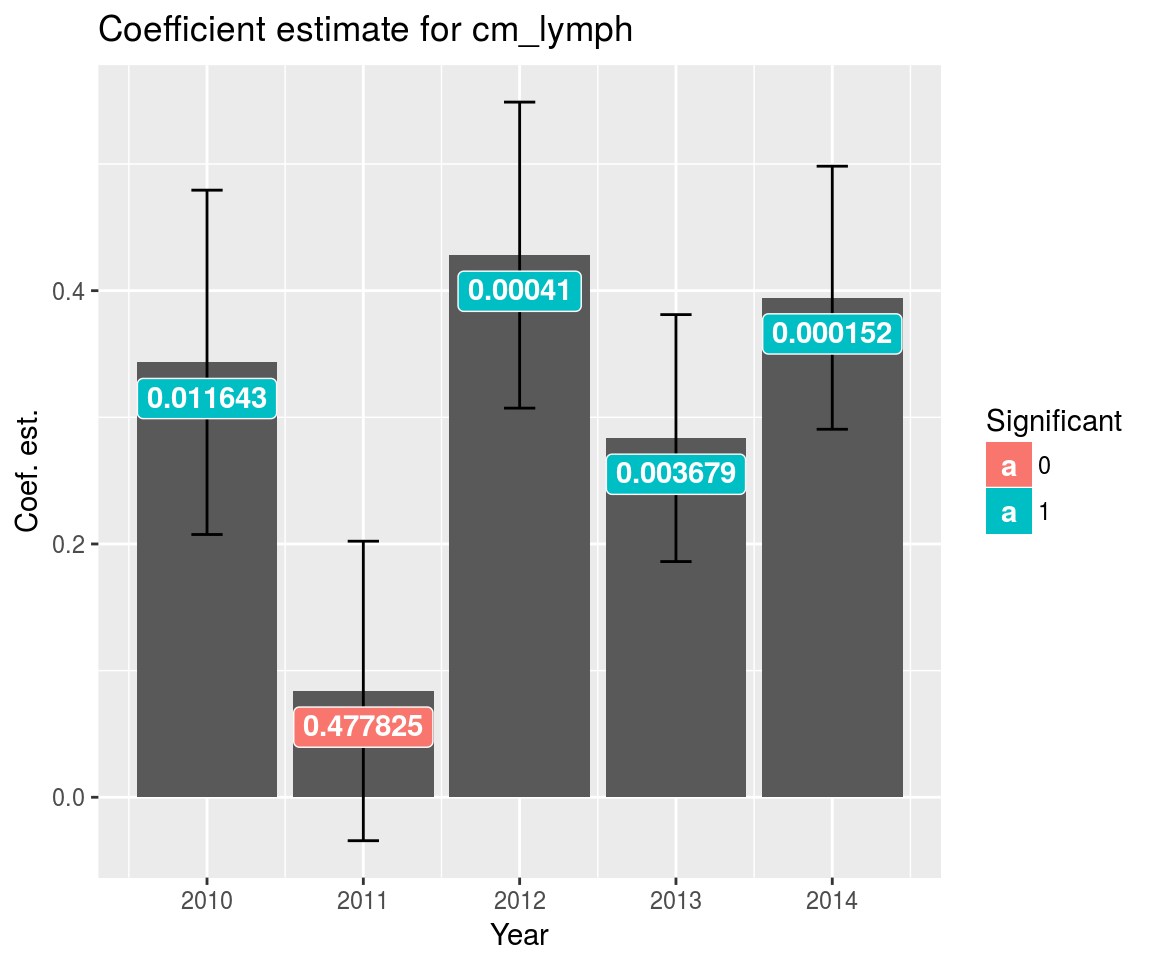 Coefficient estimate for cm_lymph
Coef. est.
0.4
0.2
0.0
0.011643
0.477825
0.00041
0.003679
0.000152
2010
2011
2012
2013
2014
Year
Significant
a 0
a 1